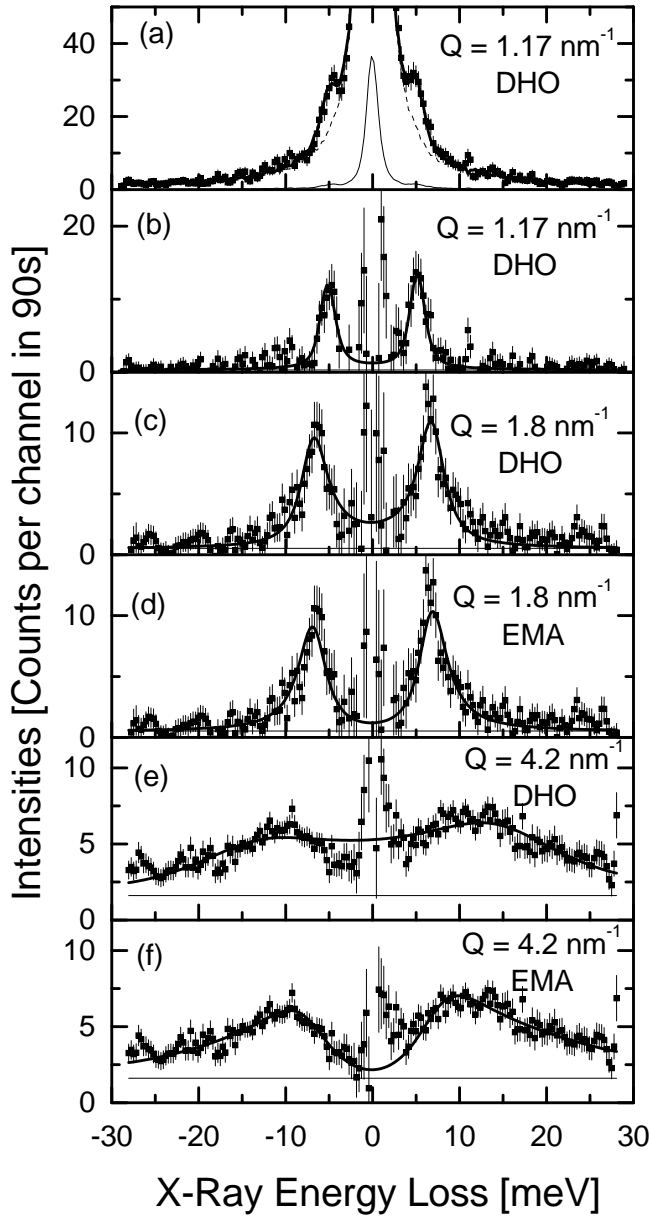 (a)
Q = 1.17 nm⁻¹
DHO
40
20
0
(b)
Q = 1.17 nm⁻¹
DHO
20
0
(c)
Q = 1.8 nm⁻¹
DHO
10
0
(d)
Q = 1.8 nm⁻¹
EMA
10
0
(e)
Q = 4.2 nm⁻¹
DHO
10
5
0
(f)
Q = 4.2 nm⁻¹
EMA
10
5
0
-30 -20 -10 0 10 20 30
X-Ray Energy Loss [meV]
Intensities [Counts per channel in 90s]